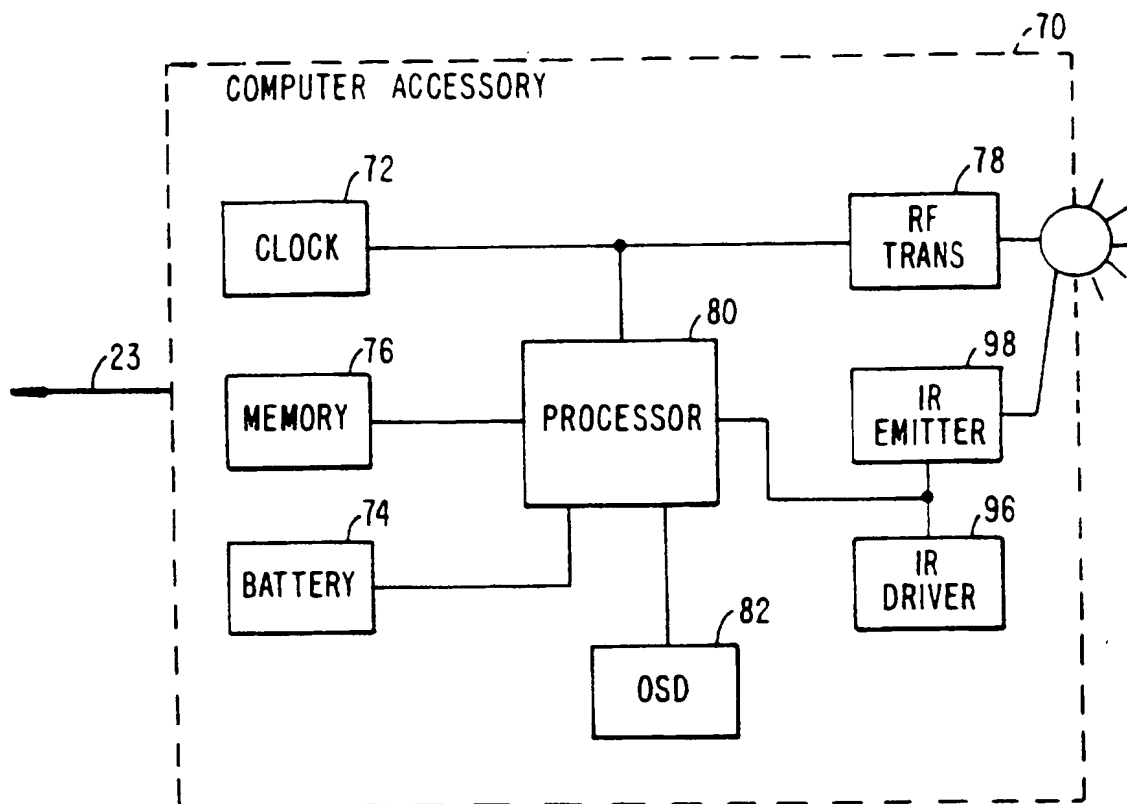 70
COMPUTER ACCESSORY
72
CLOCK
78
RF
TRANS
80
PROCESSOR
23
76
MEMORY
98
IR
EMITTER
74
BATTERY
96
IR
DRIVER
82
OSD